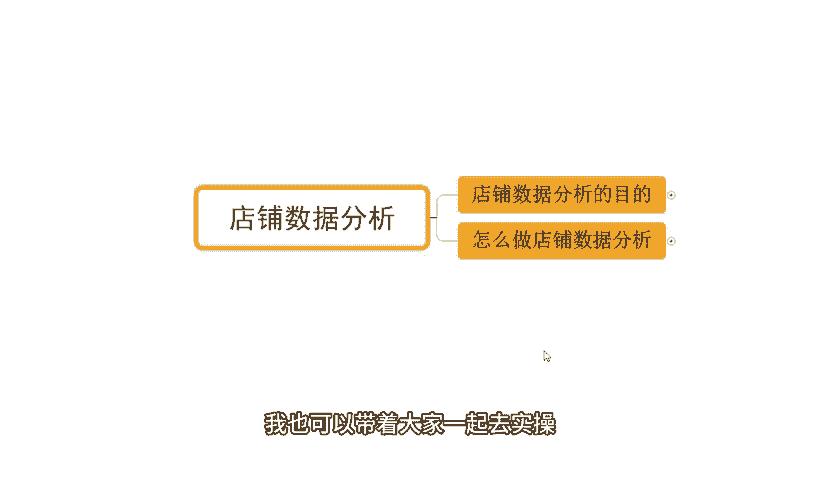 店铺数据分析
店铺数据分析的目的
怎么做店铺数据分析
我也可以带着大家一起去实操